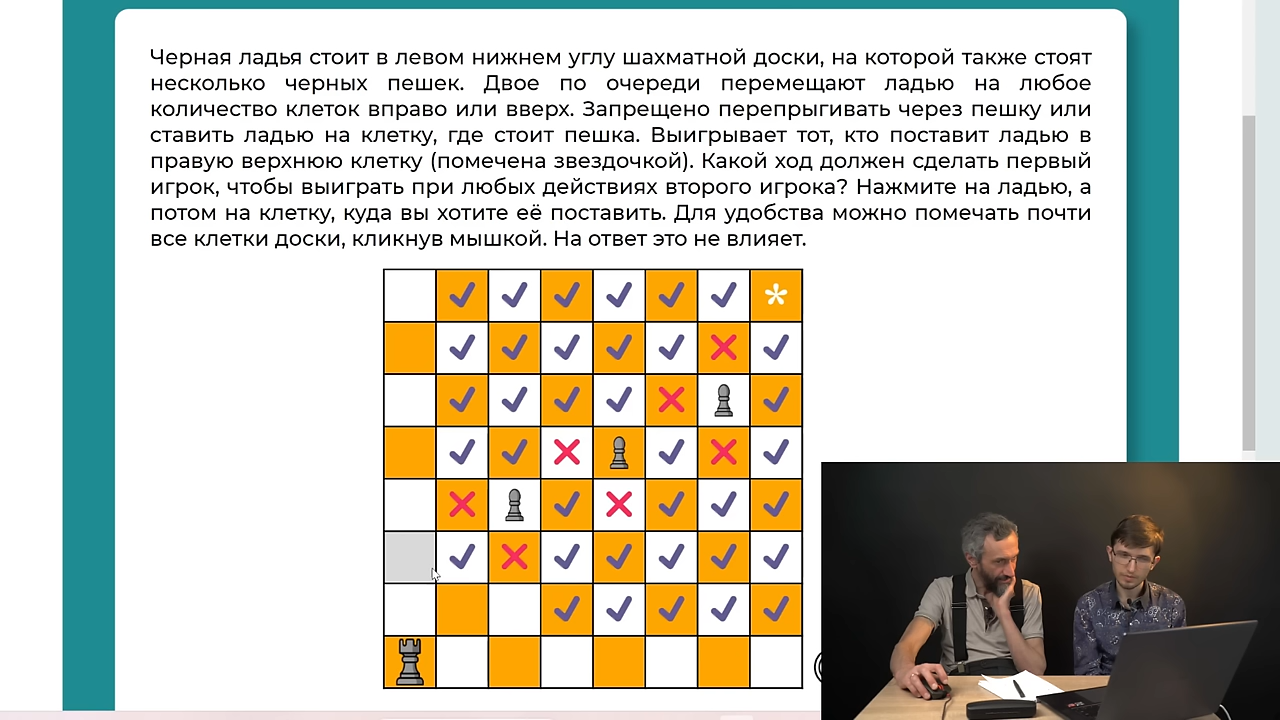 Черная ладья стоит в левом нижнем углу шахматной доски, на которой также стоят
несколько черных пешек. Двое по очереди перемещают ладью на любое
количество клеток вправо или вверх. Запрещено перепрыгивать через пешку или
ставить ладью на клетку, где стоит пешка. Выигрывает тот, кто поставит ладью в
правую верхнюю клетку (помечена звездочкой). Какой ход должен сделать первый
игрок, чтобы выиграть при любых действиях второго игрока? Нажмите на ладью, а
потом на клетку, куда вы хотите её поставить. Для удобства можно помечать почти
все клетки доски, кликнув мышкой. На ответ это не влияет.